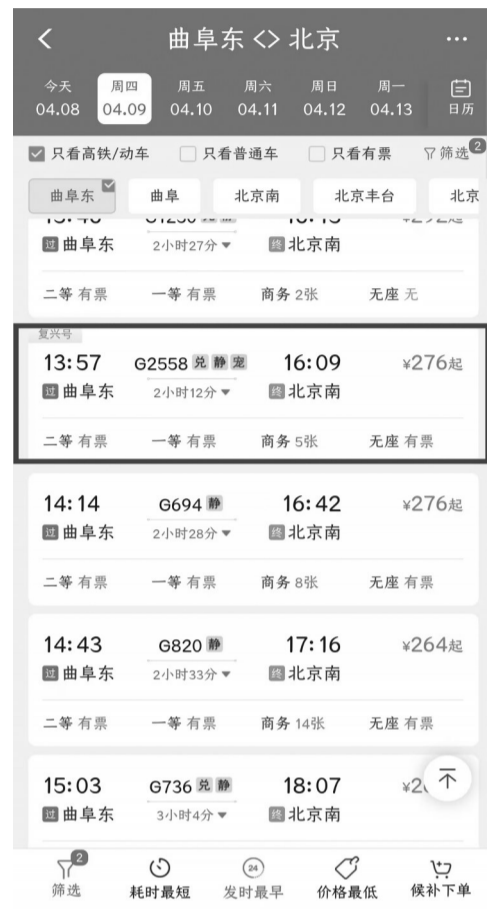 曲阜东<>北京
今天 周四 周五 周六 周日 周一
04.08 04.09 04.10 04.11 04.12 04.13 日历
只看高铁/动车 只看普通车 只看有票 筛选 2
曲阜东 曲阜 北京南 北京丰台 北京
过 曲阜东 2小时27分 终 北京南
二等 有票 一等 有票 商务 2张 无座 无
复兴号
13:57 G2558 兑 静 宠 16:09 ¥276起
过 曲阜东 2小时12分 终 北京南
二等 有票 一等 有票 商务 5张 无座 有票
14:14 G694 静 16:42 ¥276起
过 曲阜东 2小时28分 终 北京南
二等 有票 一等 有票 商务 8张 无座 有票
14:43 G820 静 17:16 ¥264起
过 曲阜东 2小时33分 终 北京南
二等 有票 一等 有票 商务 14张 无座 有票
15:03 G736 兑 静 18:07
过 曲阜东 3小时4分 终 北京南
2 24
筛选 耗时最短 发时最早 价格最低 候补下单